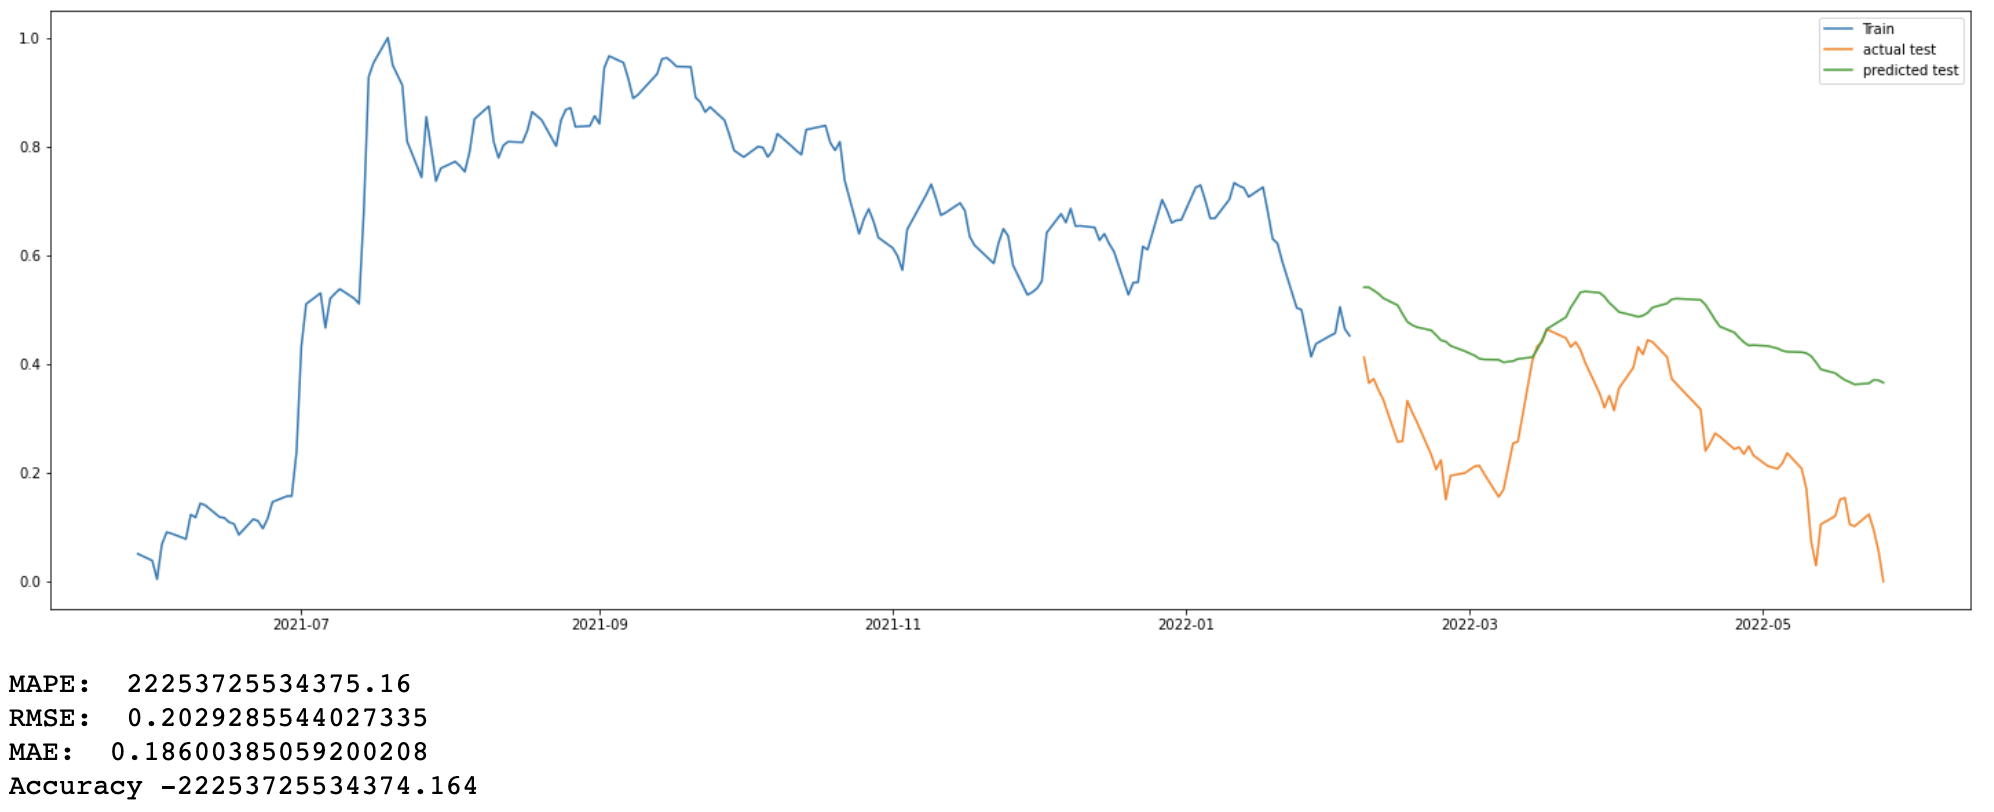 1.0
0.8
0.6
0.4
0.2
0.0
Train
actual test
predicted test
2021-07 2021-09 2021-11 2022-01 2022-03 2022-05
MAPE: 22253725534375.16
RMSE: 0.2029285544027335
MAE: 0.18600385059200208
Accuracy -22253725534374.164